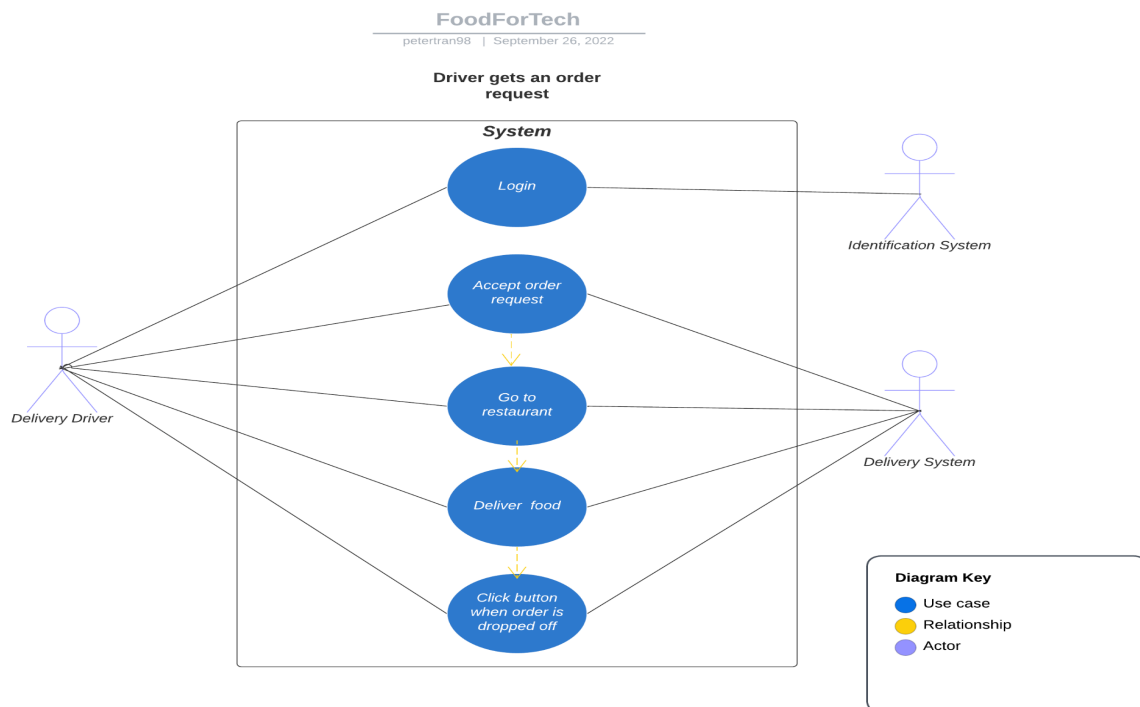 FoodForTech
petertran98 | September 26, 2022
Driver gets an order
request
System
Login
Identification System
Accept order
request
Delivery Driver
Go to
restaurant
Delivery System
Deliver food
Click button
when order is
dropped off
Diagram Key
Use case
Relationship
Actor